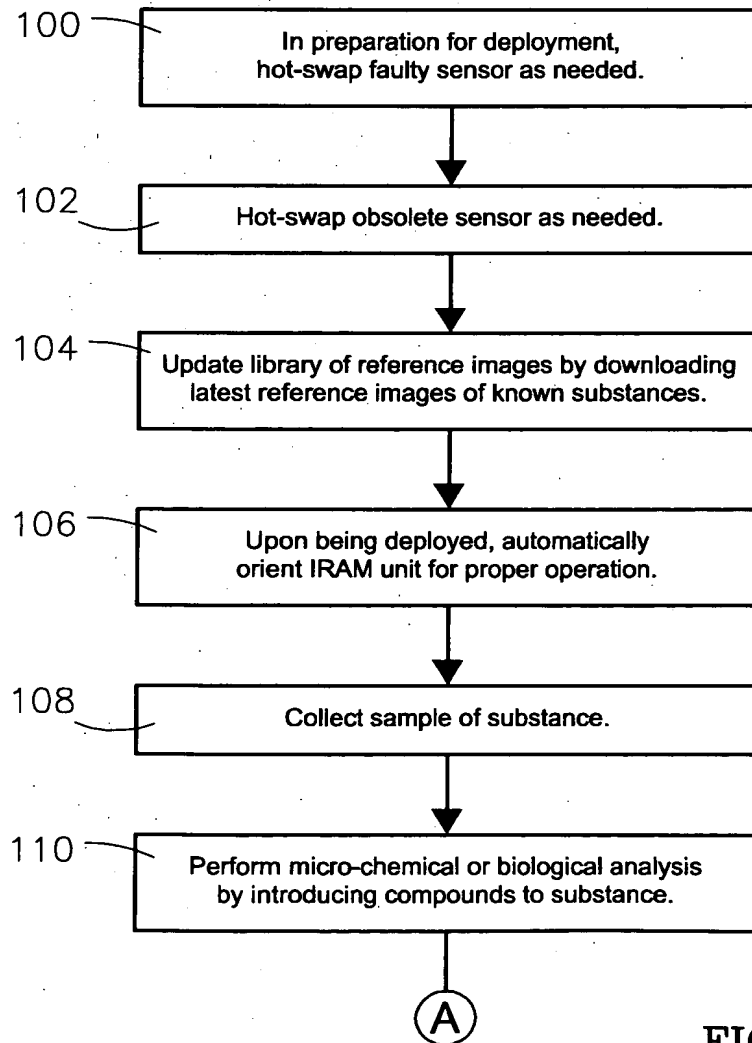 100
In preparation for deployment,
hot-swap faulty sensor as needed.
102
Hot-swap obsolete sensor as needed.
104
Update library of reference images by downloading
latest reference images of known substances.
106
Upon being deployed, automatically
orient IRAM unit for proper operation.
108
Collect sample of substance.
110
Perform micro-chemical or biological analysis
by introducing compounds to substance.
A